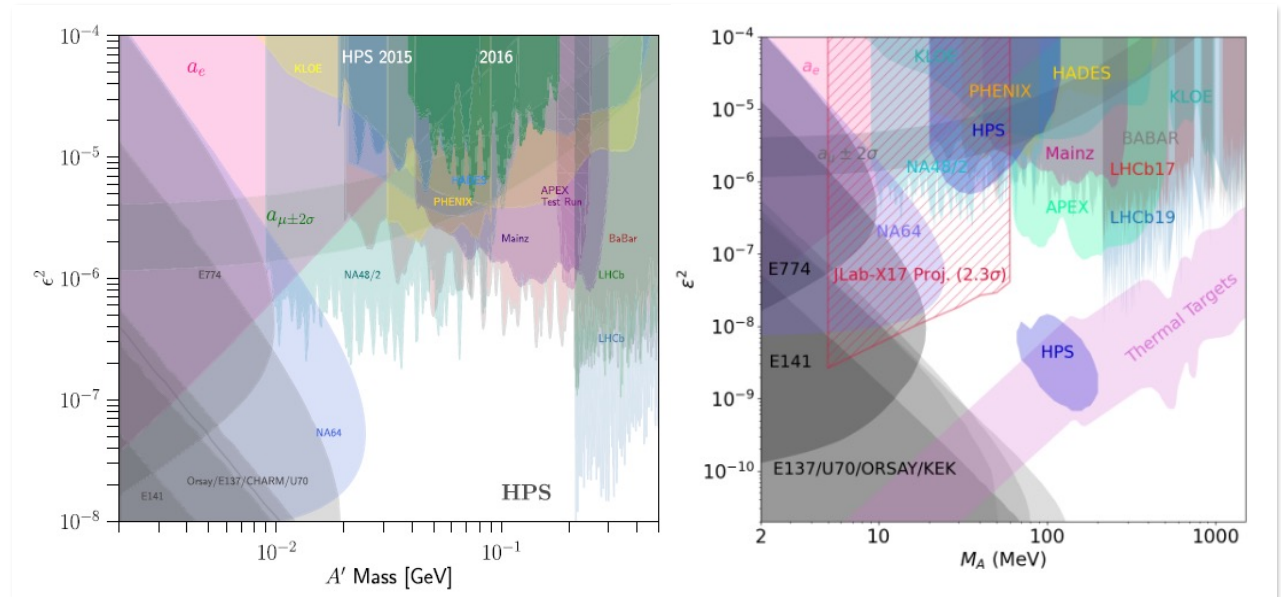 10⁻⁴
10⁻⁵
10⁻⁶
10⁻⁷
10⁻⁸
ϵ²
HPS 2015
2016
a_e
KLOE
HADES
PHENIX
APEX
Test Run
a_μ±2σ
Mainz
BaBar
E774
NA48/2
LHCb
LHCb
NA64
Orsay/E137/CHARM/U70
E141
HPS
10⁻²
10⁻¹
A′ Mass [GeV]
10⁻⁴
10⁻⁵
10⁻⁶
10⁻⁷
10⁻⁸
10⁻⁹
10⁻¹⁰
ε²
a_e
KLOE
HADES
PHENIX
KLOE
HPS
BABAR
a_μ ± 2σ
Mainz
NA48/2
LHCb17
APEX
LHCb19
NA64
E774
JLab-X17 Proj. (2.3σ)
Thermal Targets
HPS
E141
E137/U70/ORSAY/KEK
2
10
100
1000
M_A (MeV)